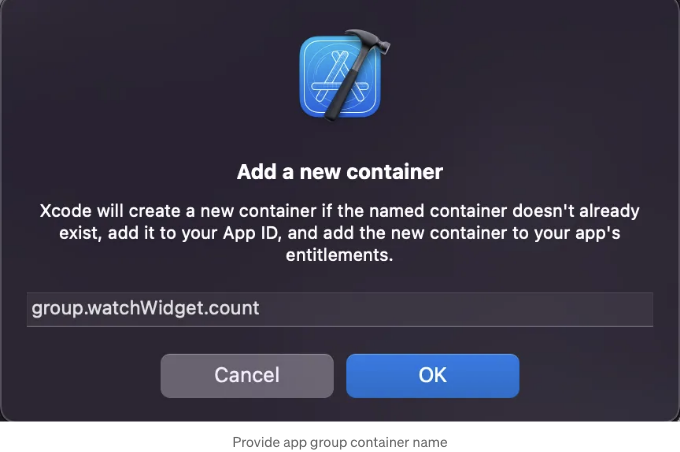 Add a new container
Xcode will create a new container if the named container doesn't already
exist, add it to your App ID, and add the new container to your app's
entitlements.
group.watchWidget.count
Cancel
OK
Provide app group container name